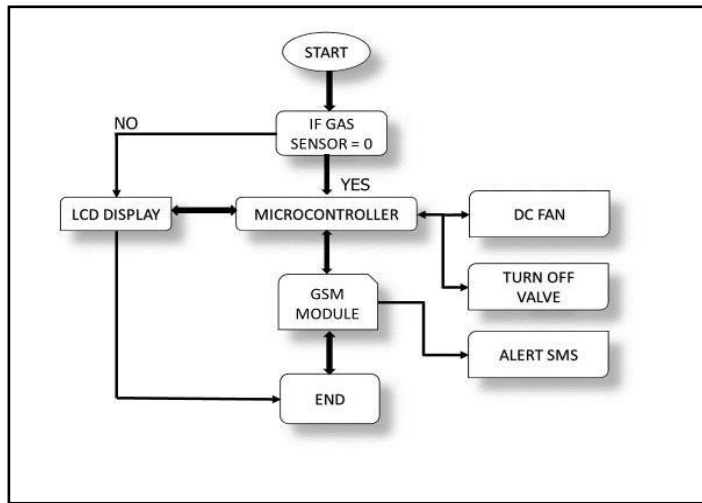 START
NO
IF GAS
SENSOR = 0
YES
LCD DISPLAY
MICROCONTROLLER
DC FAN
GSM
MODULE
TURN OFF
VALVE
ALERT SMS
END